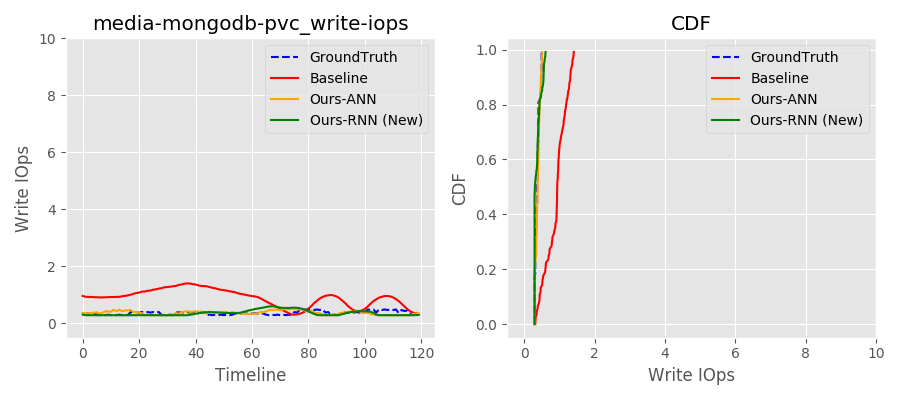 media-mongodb-pvc_write-iops
10
8
6
4
2
0
Write IOps
0 20 40 60 80 100 120
Timeline
GroundTruth
Baseline
Ours-ANN
Ours-RNN (New)
CDF
1.0
0.8
0.6
0.4
0.2
0.0
CDF
0 2 4 6 8 10
Write IOps
GroundTruth
Baseline
Ours-ANN
Ours-RNN (New)